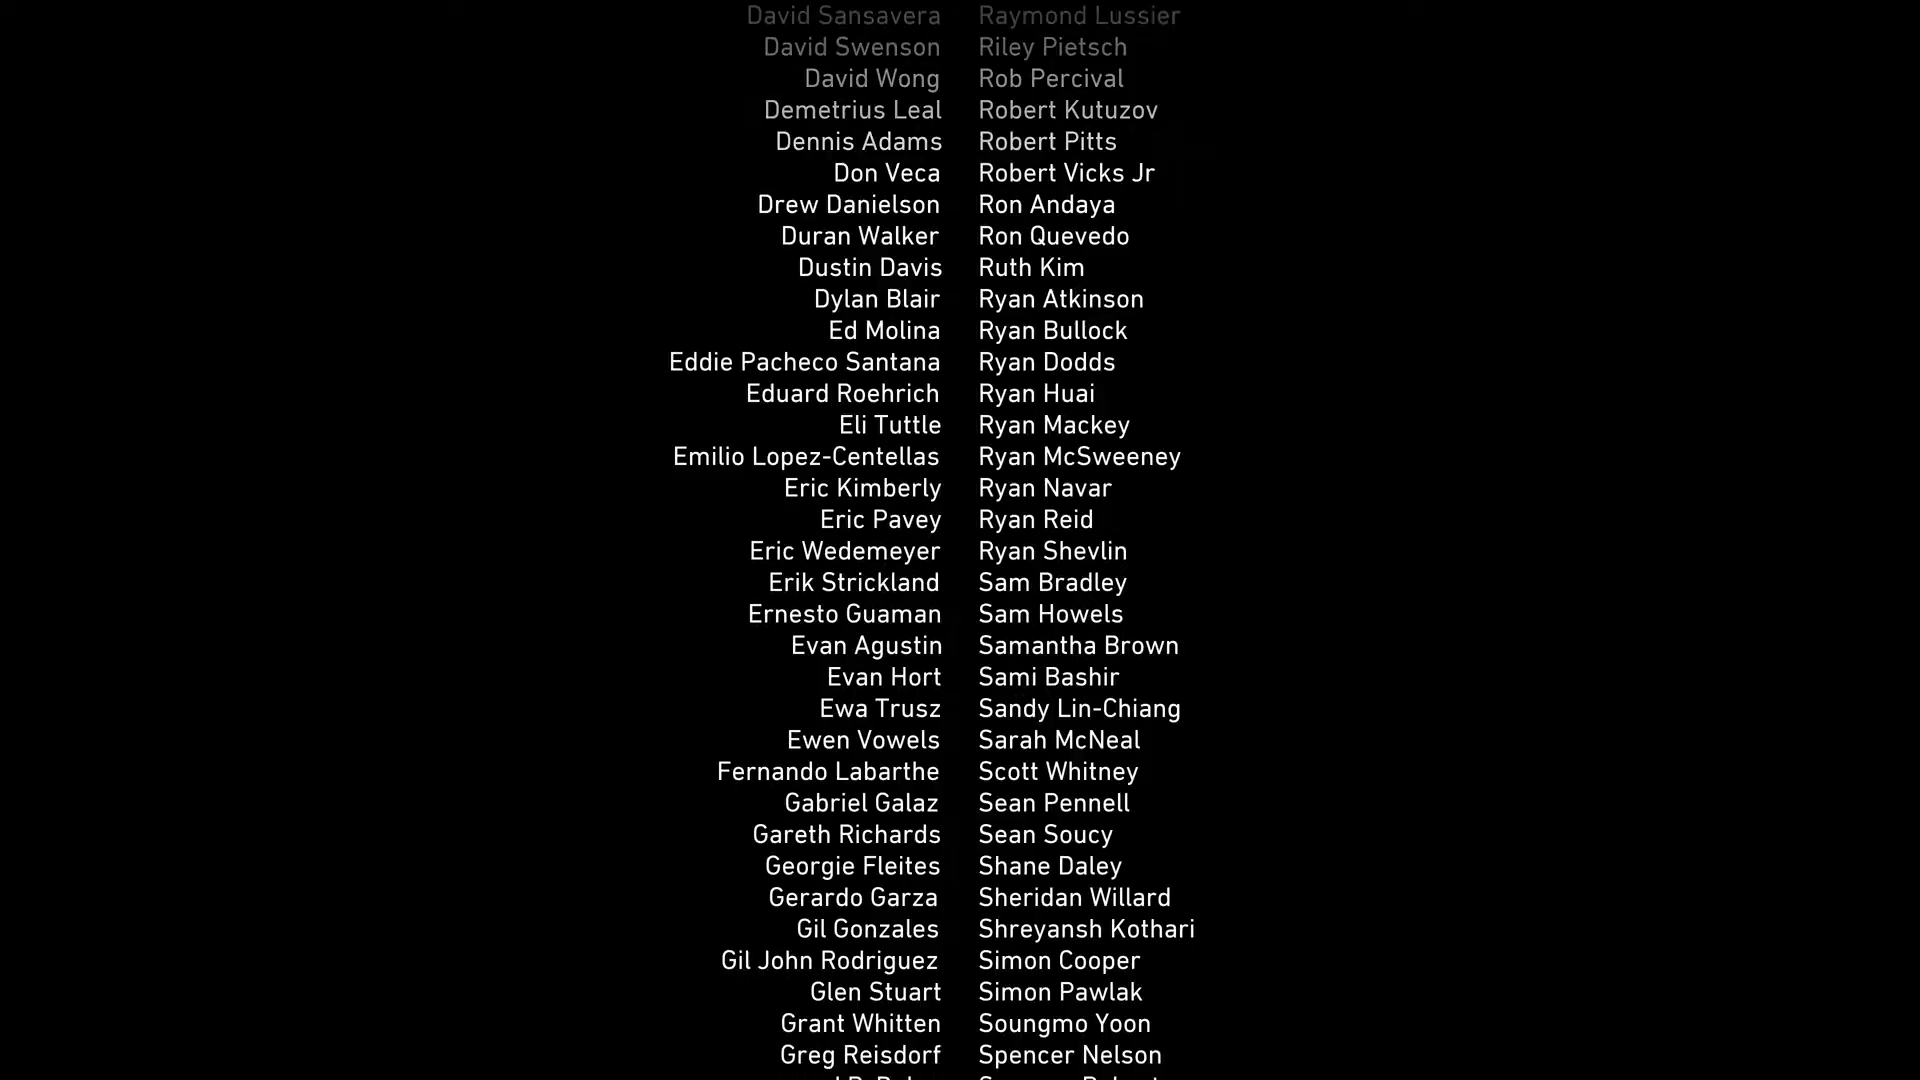 David Sansavera Raymond Lussier
David Swenson Riley Pietsch
David Wong Rob Percival
Demetrius Leal Robert Kutuzov
Dennis Adams Robert Pitts
Don Veca Robert Vicks Jr
Drew Danielson Ron Andaya
Duran Walker Ron Quevedo
Dustin Davis Ruth Kim
Dylan Blair Ryan Atkinson
Ed Molina Ryan Bullock
Eddie Pacheco Santana Ryan Dodds
Eduard Roehrich Ryan Huai
Eli Tuttle Ryan Mackey
Emilio Lopez-Centellas Ryan McSweeney
Eric Kimberly Ryan Navar
Eric Pavey Ryan Reid
Eric Wedemeyer Ryan Shevlin
Erik Strickland Sam Bradley
Ernesto Guaman Sam Howels
Evan Agustin Samantha Brown
Evan Hort Sami Bashir
Ewa Trusz Sandy Lin-Chiang
Ewen Vowels Sarah McNeal
Fernando Labarthe Scott Whitney
Gabriel Galaz Sean Pennell
Gareth Richards Sean Soucy
Georgie Fleites Shane Daley
Gerardo Garza Sheridan Willard
Gil Gonzales Shreyansh Kothari
Gil John Rodriguez Simon Cooper
Glen Stuart Simon Pawlak
Grant Whitten Soungmo Yoon
Greg Reisdorf Spencer Nelson